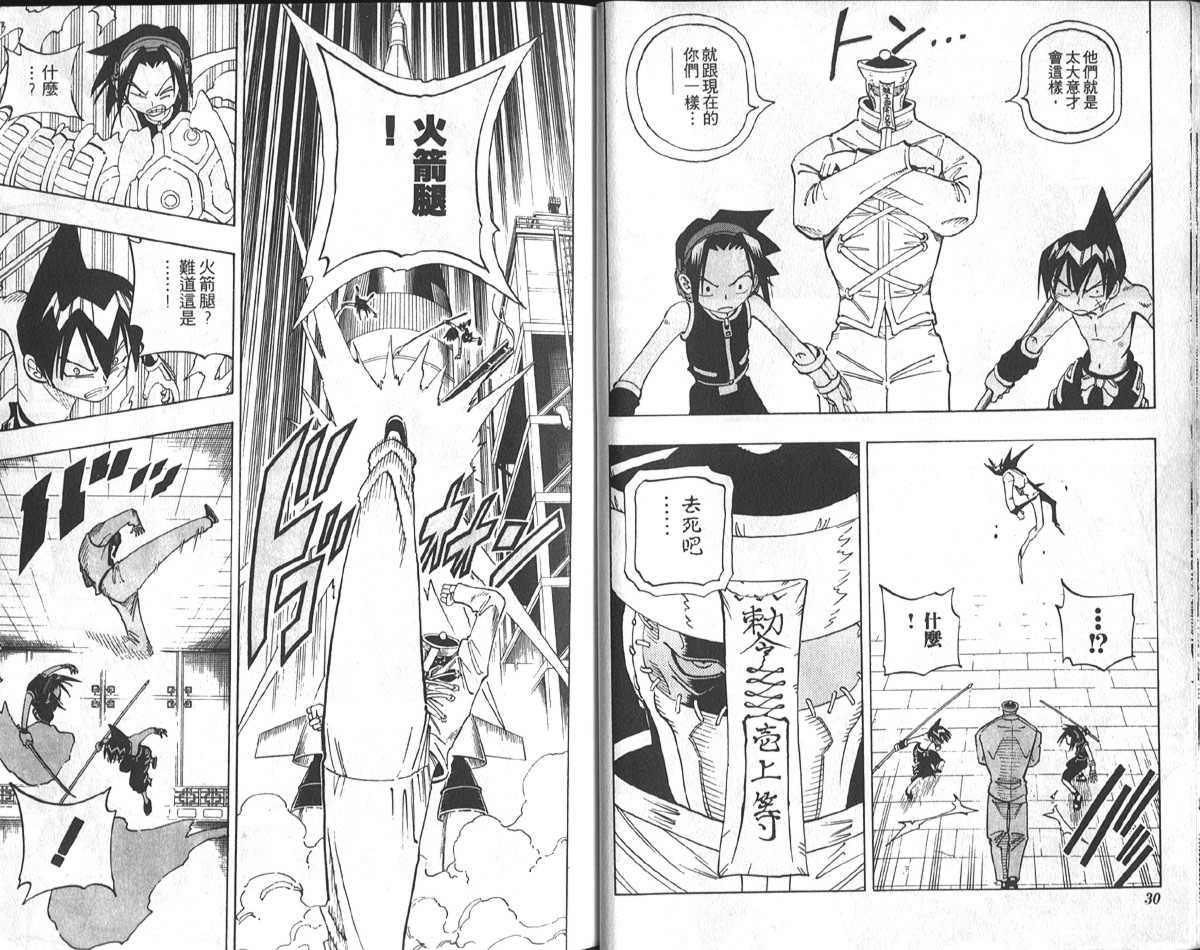 他們就是
太大意才
會這樣，
就跟現在的
你們一樣…
トン…
…!?
什麼
！
去死吧
……
勅令
壱上等
30
火箭腿
！
什麼
…？
火箭腿？
難道這是
……！
！